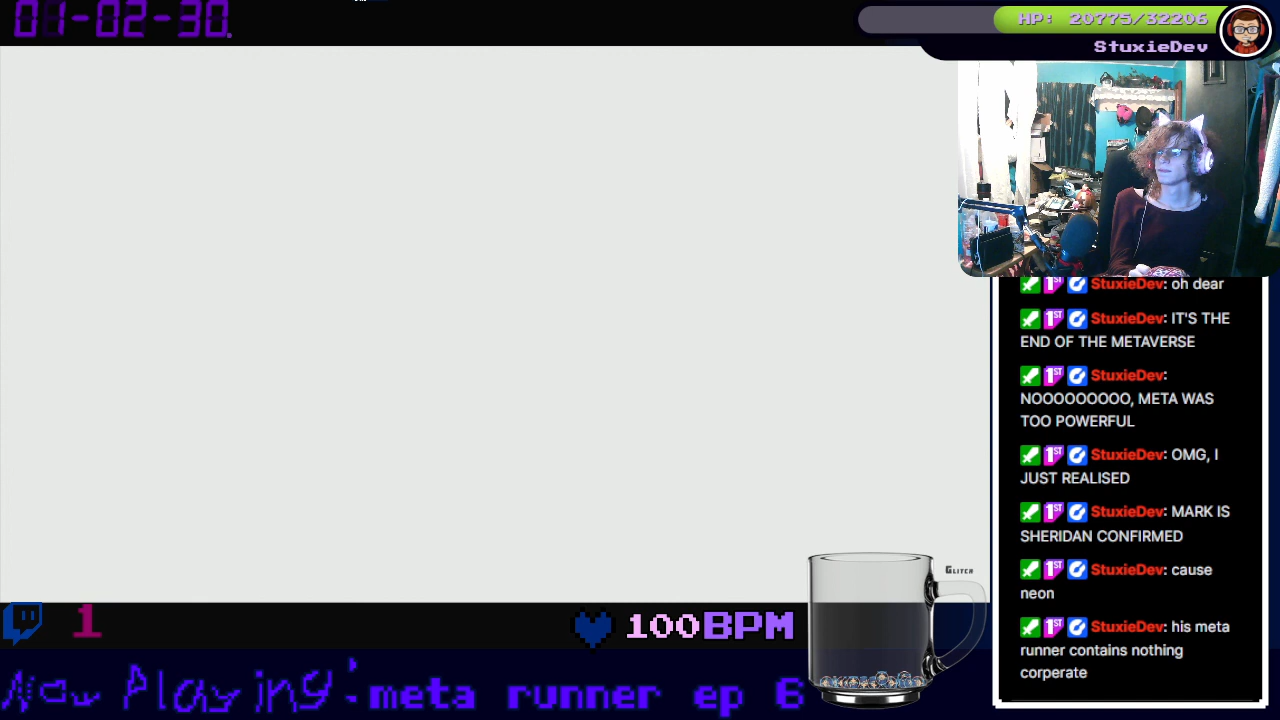 01-02-30
HP: 20775/32206
StuxieDev
StuxieDev: oh dear
StuxieDev: IT'S THE
END OF THE METAVERSE
StuxieDev:
NOOOOOOOOO, META WAS
TOO POWERFUL
StuxieDev: OMG, I
JUST REALISED
StuxieDev: MARK IS
SHERIDAN CONFIRMED
StuxieDev: cause
neon
StuxieDev: his meta
runner contains nothing
corperate
GLITCH
1
100BPM
Now Playing: meta runner ep 6